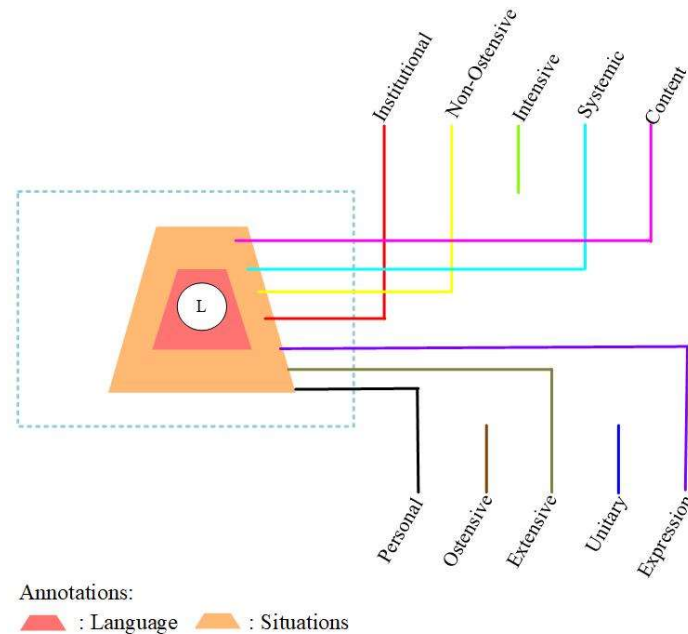 Institutional
Non-Ostensive
Intensive
Systemic
Content
L
Personal
Ostensive
Extensive
Unitary
Expression
Annotations:
: Language : Situations